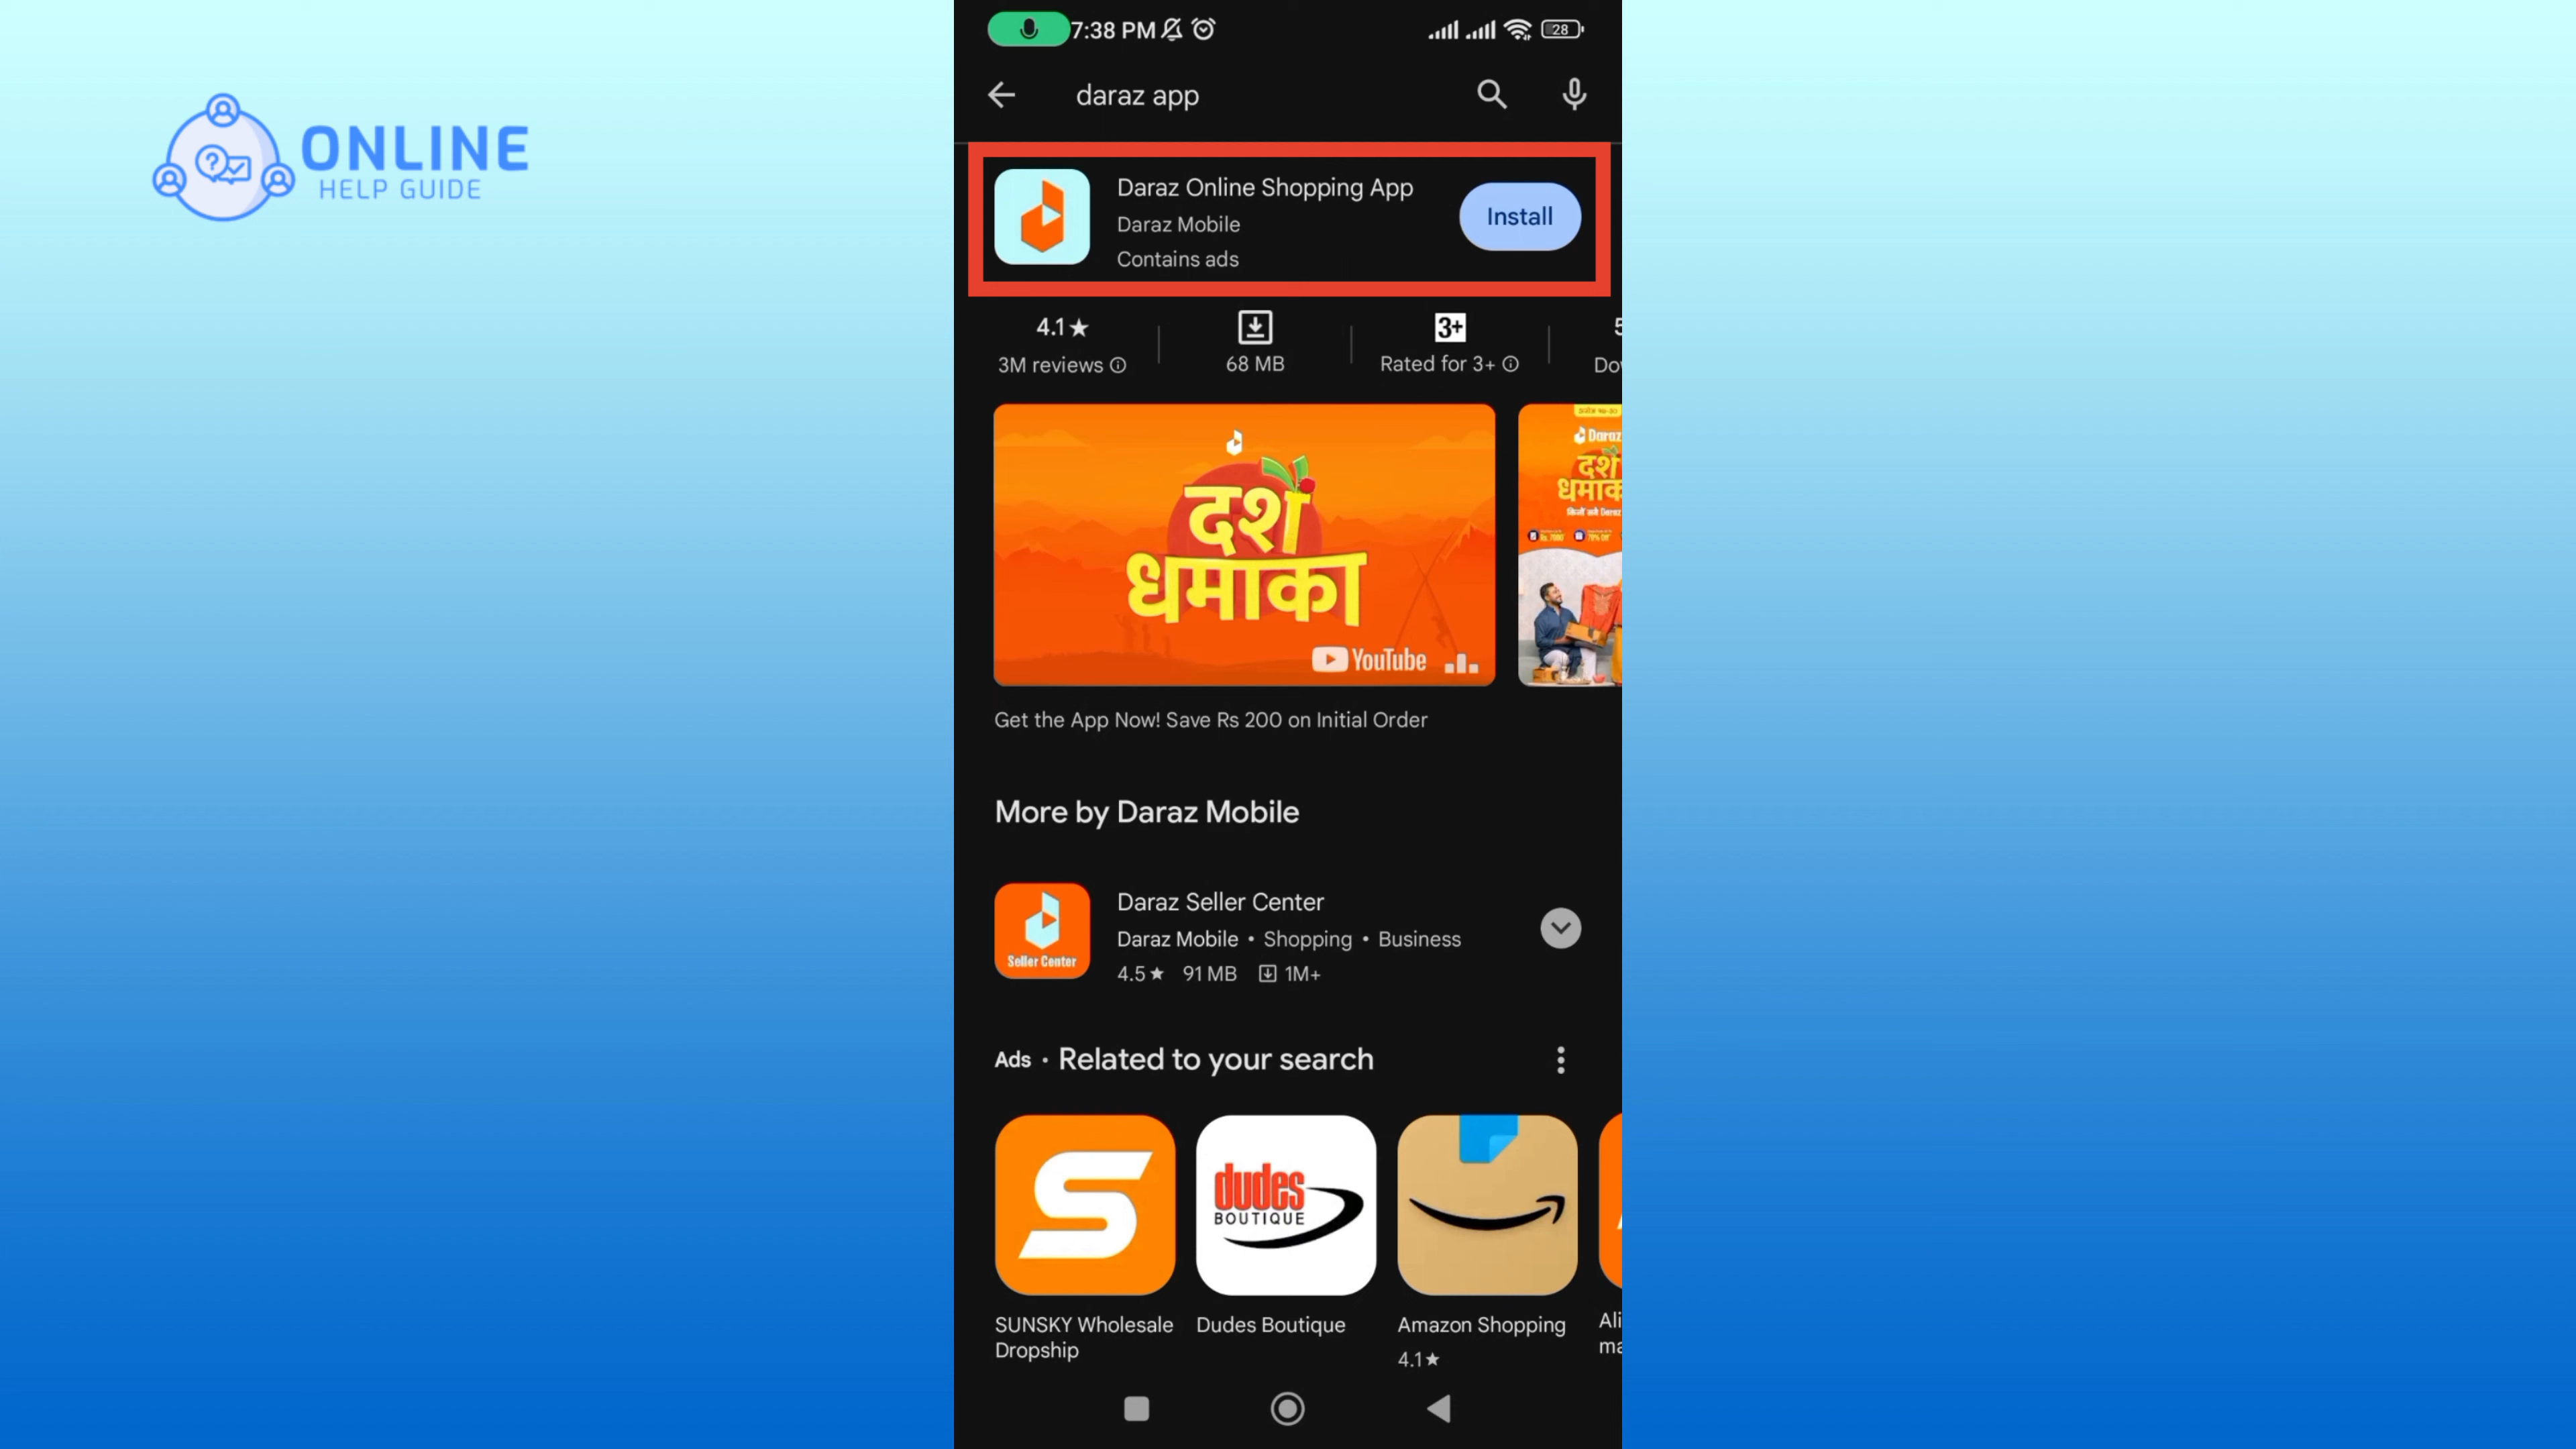 ONLINE
HELP GUIDE
7:38 PM
28
daraz app
Daraz Online Shopping App
Daraz Mobile
Contains ads
Install
4.1★
3M reviews
68 MB
3+
Rated for 3+
दशैं
धमाका
YouTube
Daraz
Get the App Now! Save Rs 200 on Initial Order
More by Daraz Mobile
Seller Center
Daraz Seller Center
Daraz Mobile • Shopping • Business
4.5★ 91 MB 1M+
Ads • Related to your search
dudes
BOUTIQUE
SUNSKY Wholesale
Dropship
Dudes Boutique
Amazon Shopping
4.1★